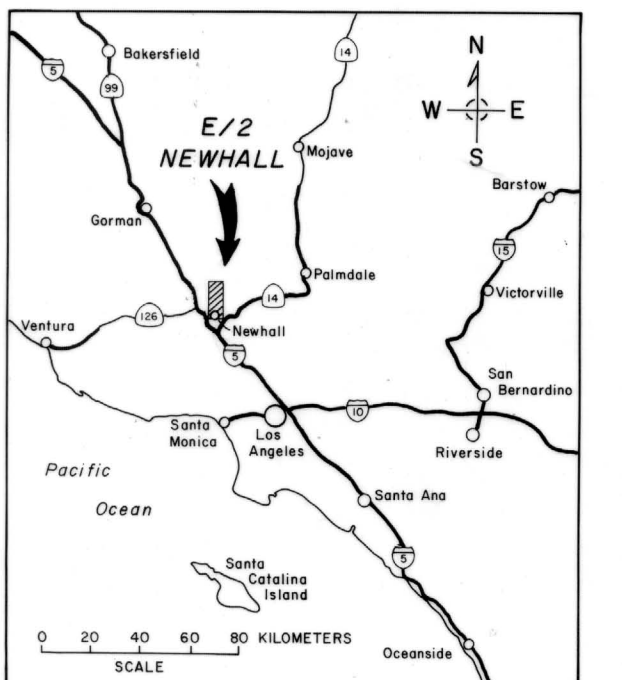 Bakersfield
14
N
5
99
W
E
E/2
NEWHALL
Mojave
S
Barstow
Gorman
15
Palmdale
Victorville
14
126
Ventura
Newhall
5
San
Bernardino
10
Santa
Monica
Los
Angeles
Riverside
Pacific
Ocean
Santa Ana
5
Santa
Catalina
Island
0 20 40 60 80 KILOMETERS
SCALE
Oceanside